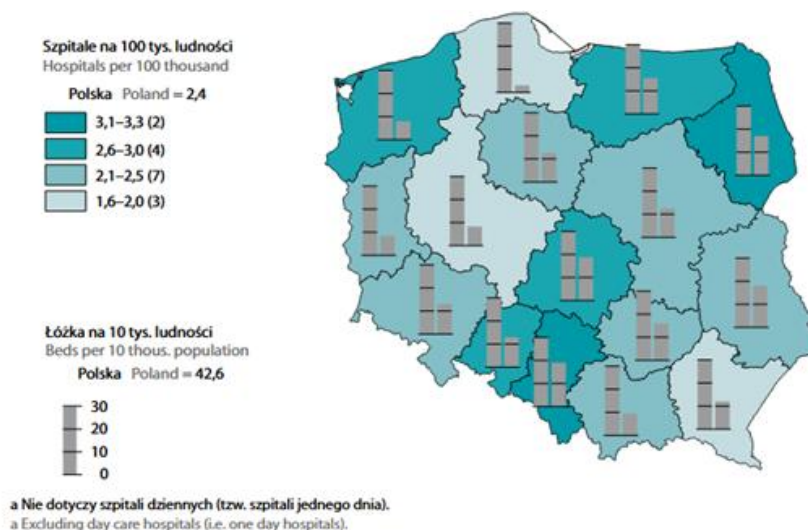 Szpitale na 100 tys. ludności
Hospitals per 100 thousand
Polska Poland = 2,4
3,1–3,3 (2)
2,6–3,0 (4)
2,1–2,5 (7)
1,6–2,0 (3)
Łóżka na 10 tys. ludności
Beds per 10 thous. population
Polska Poland = 42,6
30
20
10
0
a Nie dotyczy szpitali dziennych (tzw. szpitali jednego dnia).
a Excluding day care hospitals (i.e. one day hospitals).